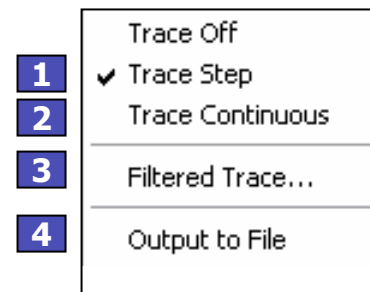 Trace Off
1 Trace Step
2 Trace Continuous
3 Filtered Trace...
4 Output to File